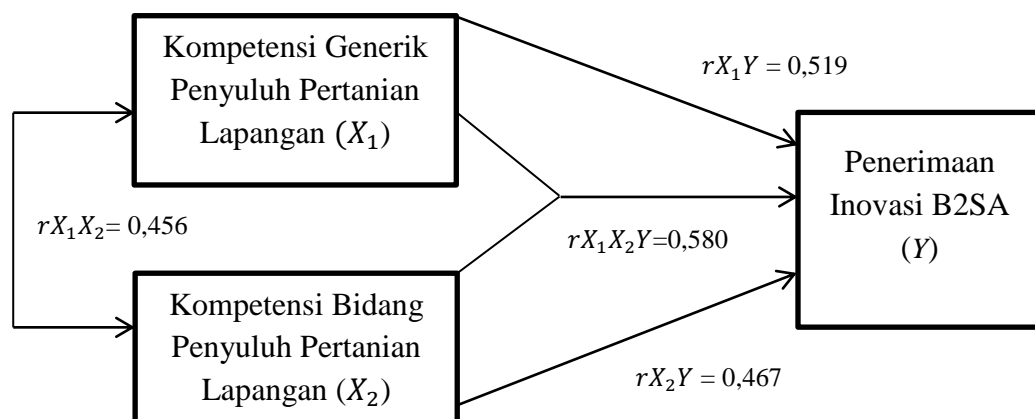 Kompetensi Generik
Penyuluh Pertanian
Lapangan (X₁)
rX₁Y = 0,519
Penerimaan
Inovasi B2SA
(Y)
rX₁X₂= 0,456
rX₁X₂Y=0,580
Kompetensi Bidang
Penyuluh Pertanian
Lapangan (X₂)
rX₂Y = 0,467